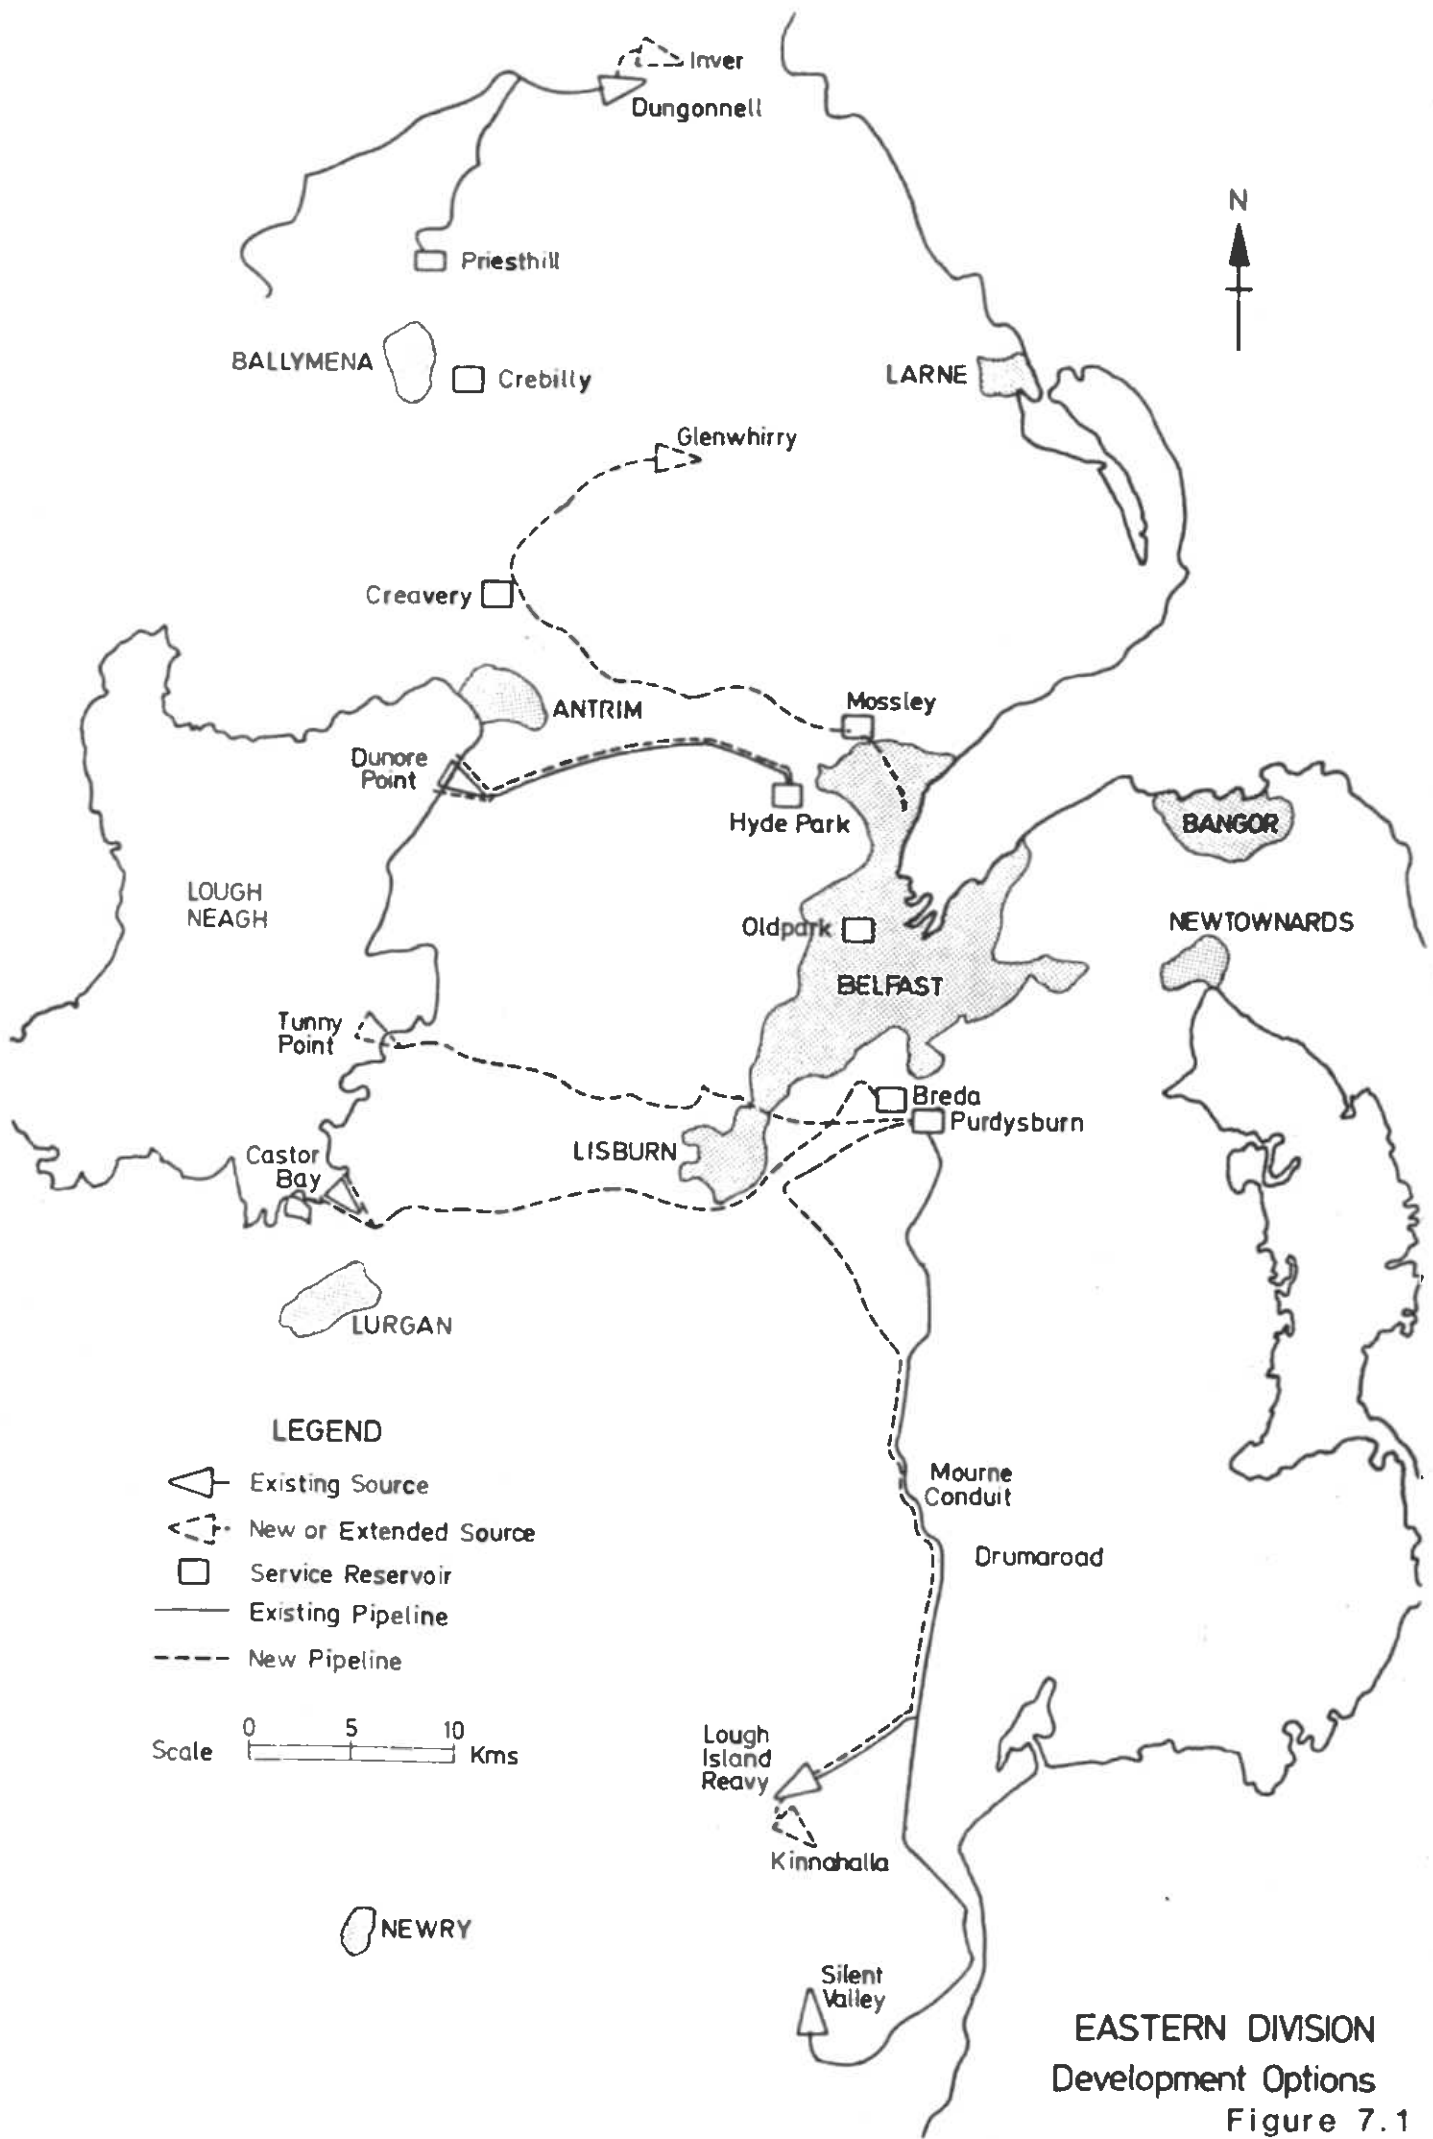 Inver
Dungonnell
N
Priesthill
BALLYMENA
Crebilly
LARNE
Glenwhirry
Creavery
ANTRIM
Mossley
Dunore
Point
Hyde Park
BANGOR
LOUGH
NEAGH
Oldpark
NEWTOWNARDS
BELFAST
Tunny
Point
Breda
Purdysburn
LISBURN
Castor
Bay
LURGAN
LEGEND
Existing Source
New or Extended Source
Service Reservoir
Existing Pipeline
New Pipeline
Mourne
Conduit
Drumaroad
0 5 10
Scale Kms
Lough
Island
Reavy
Kinnahalla
NEWRY
Silent
Valley
EASTERN DIVISION
Development Options
Figure 7.1